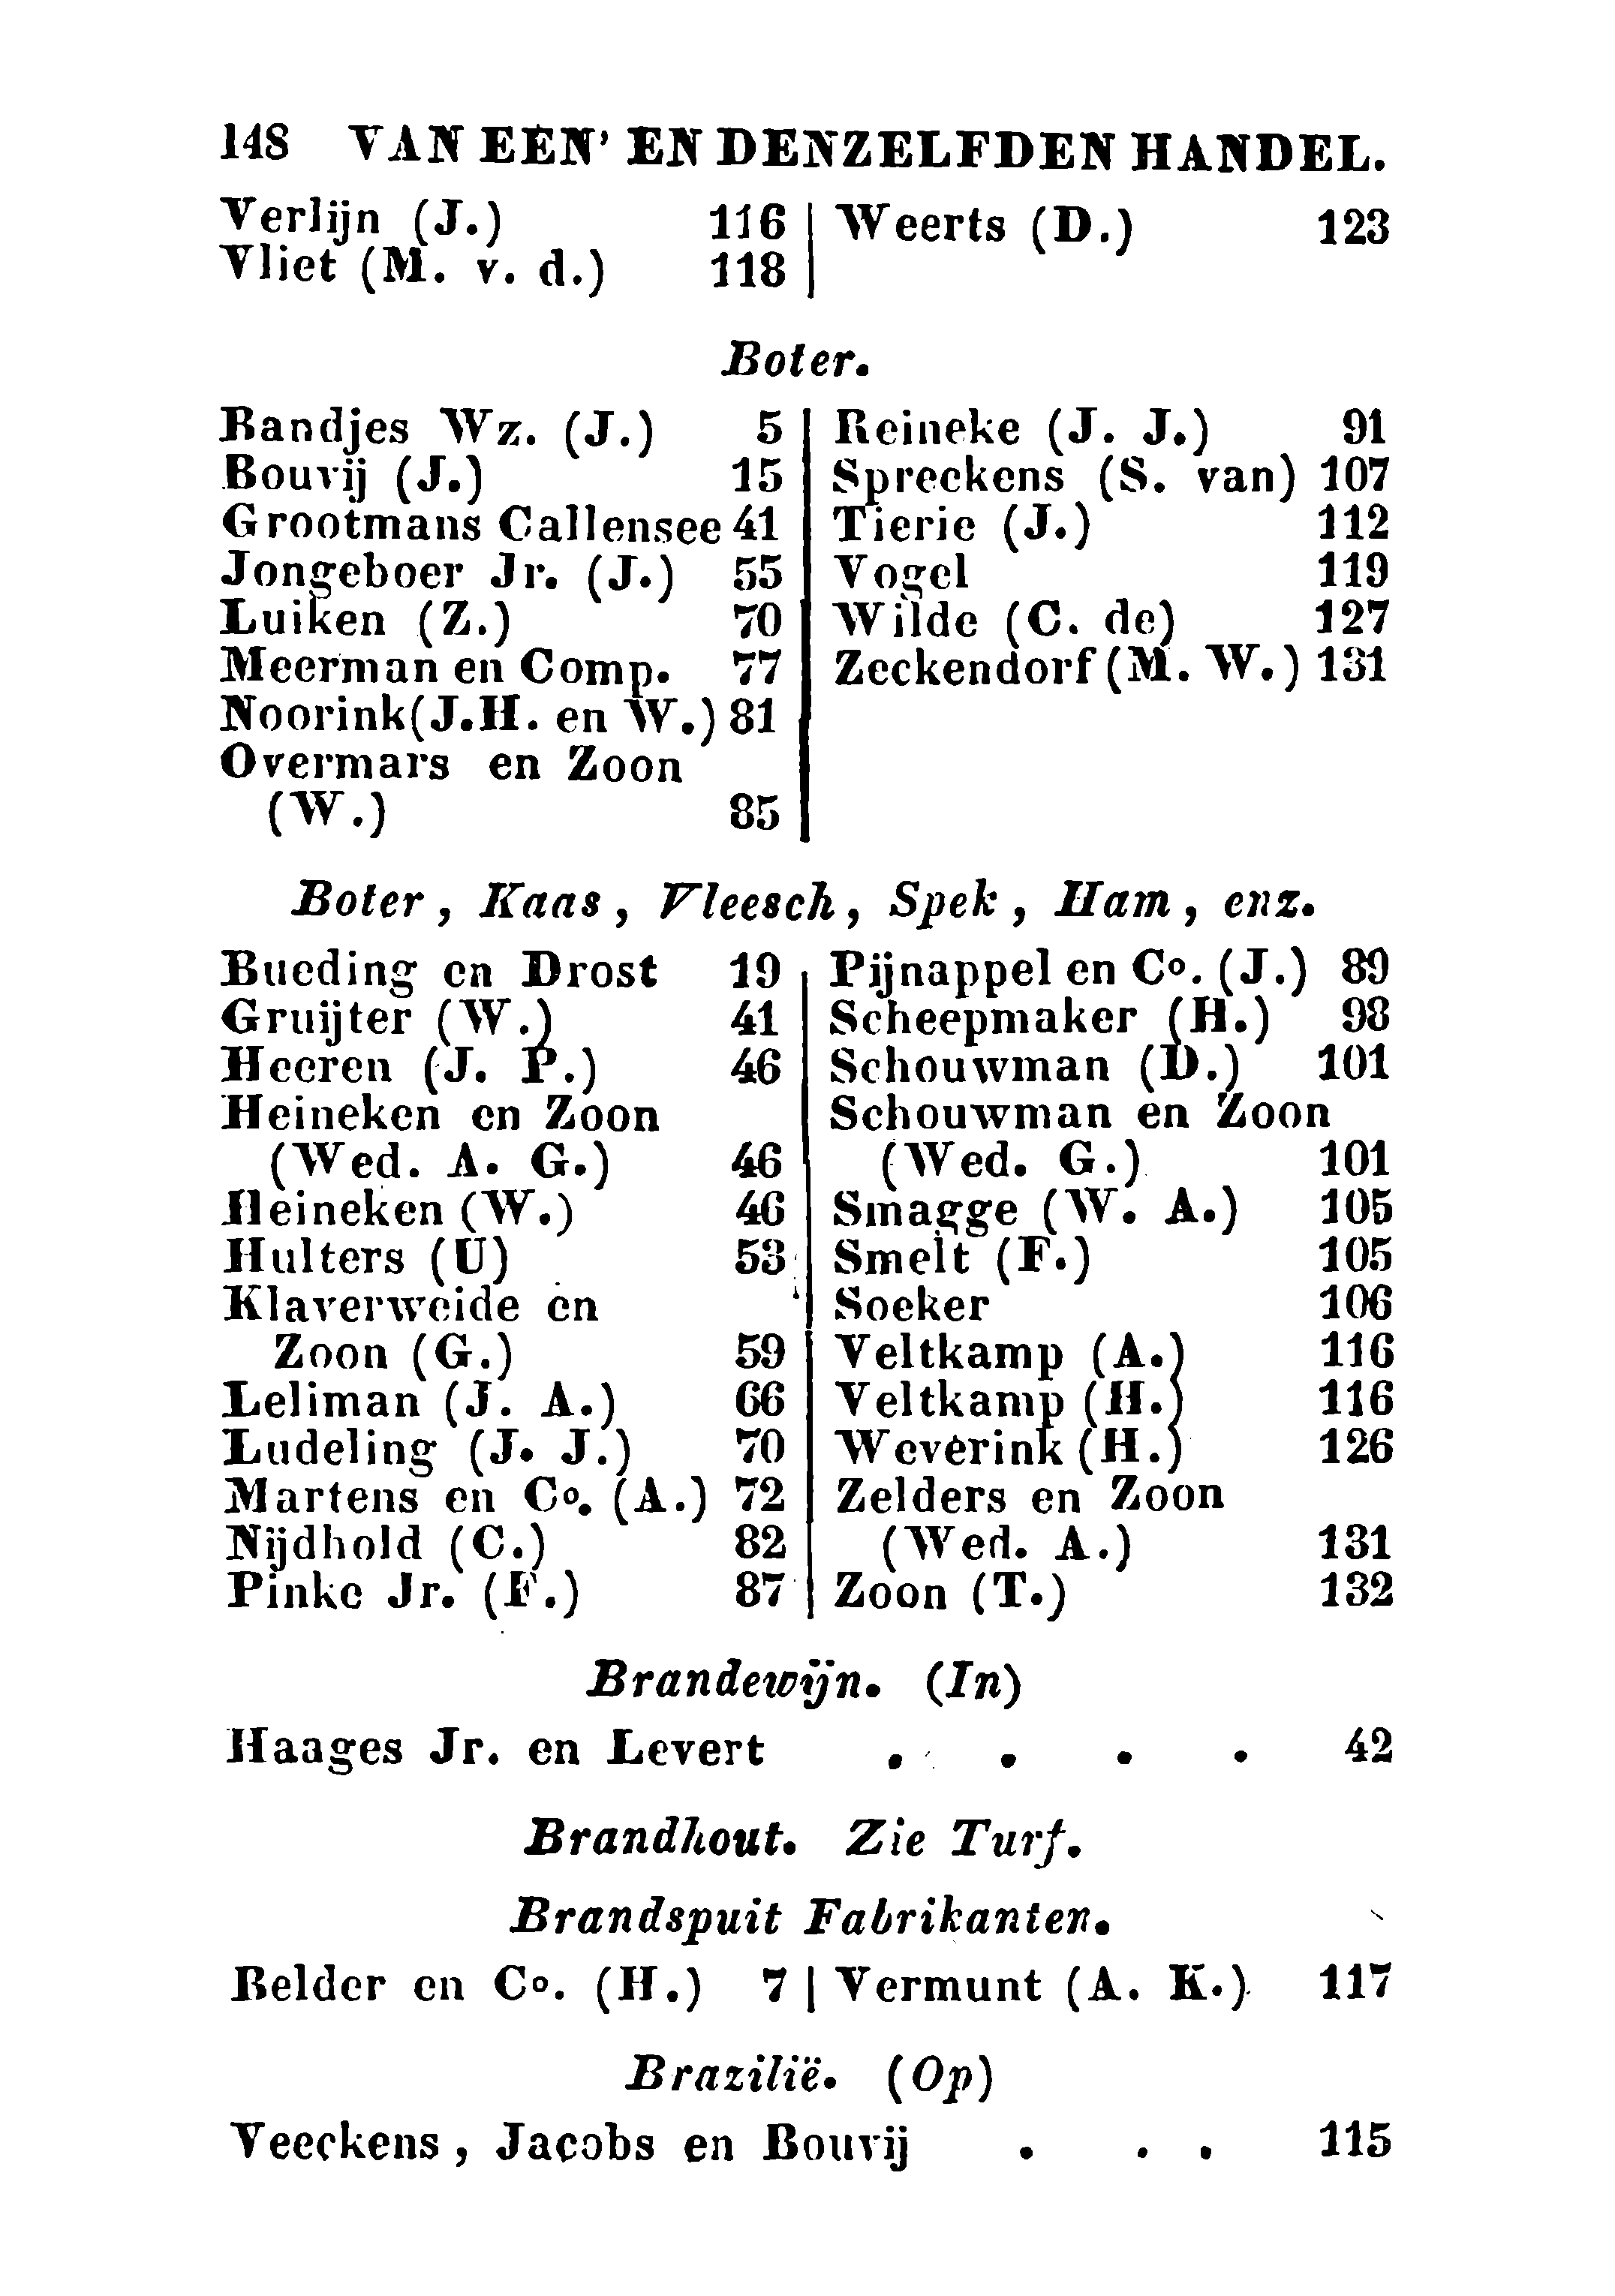 148 VAN EÉN' EN DENZELFDEN HANDEL.
Verlijn (J.) 116
Vliet (M. v. d.) 118
Weerts (D.) 123
Boter.
Bandjes Wz. (J.) 5
Bouvij (J.) 15
Grootmans Callensee 41
Jongeboer Jr. (J.) 55
Luiken (Z.) 70
Meerman en Comp. 77
Noorink (J. H. en W.) 81
Overmars en Zoon
(W.) 85
Reineke (J. J.) 91
Spreekens (S. van) 107
Tierie (J.) 112
Vogel 119
Wilde (C. de) 127
Zeckendorf (M. W.) 131
Boter, Kaas, Vleesch, Spek, Ham, enz.
Bueding en Drost 19
Gruijter (W.) 41
Heeren (J. P.) 46
Heineken en Zoon
(Wed. A. G.) 46
Heineken (W.) 46
Hulters (U) 53
Klaverweide en
Zoon (G.) 59
Leliman (J. A.) 66
Ludeling (J. J.) 70
Martens en Co. (A.) 72
Nijdhold (C.) 82
Pinke Jr. (F.) 87
Pijnappel en Co. (J.) 89
Scheepmaker (H.) 98
Schouwman (D.) 101
Schouwman en Zoon
(Wed. G.) 101
Smagge (W. A.) 105
Smelt (F.) 105
Soeker 106
Veltkamp (A.) 116
Veltkamp (H.) 116
Weverink (H.) 126
Zelders en Zoon
(Wed. A.) 131
Zoon (T.) 132
Brandewijn. (In)
Haages Jr. en Levert . . . . 42
Brandhout. Zie Turf.
Brandspuit Fabrikanten.
Belder en Co. (H.) 7 | Vermunt (A. K.) 117
Brazilië. (Op)
Veeckens, Jacobs en Bouvij . . . 115